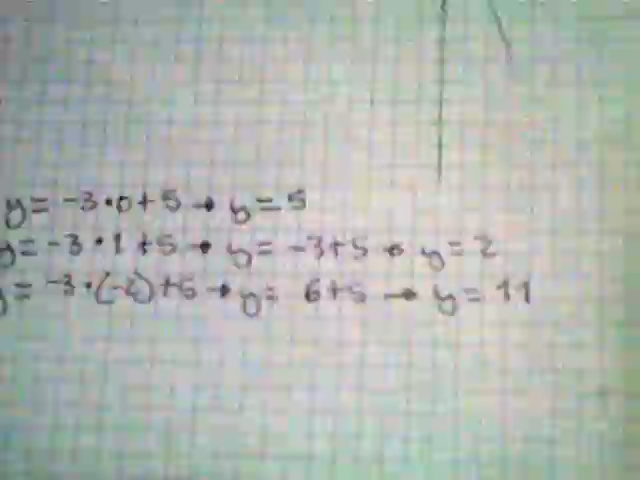 y = -3·0+5 → y = 5
y = -3·1+5 → y = -3+5 → y = 2
y = -3·(-2)+5 → y = 6+5 → y = 11